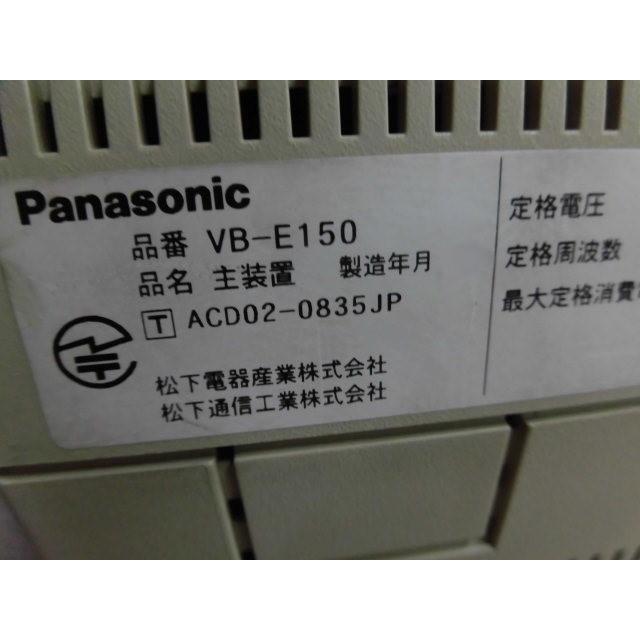 Panasonic
品番 VB-E150
品名 主装置 製造年月
T ACD02-0835JP
松下電器産業株式会社
松下通信工業株式会社
定格電圧
定格周波数
最大定格消費